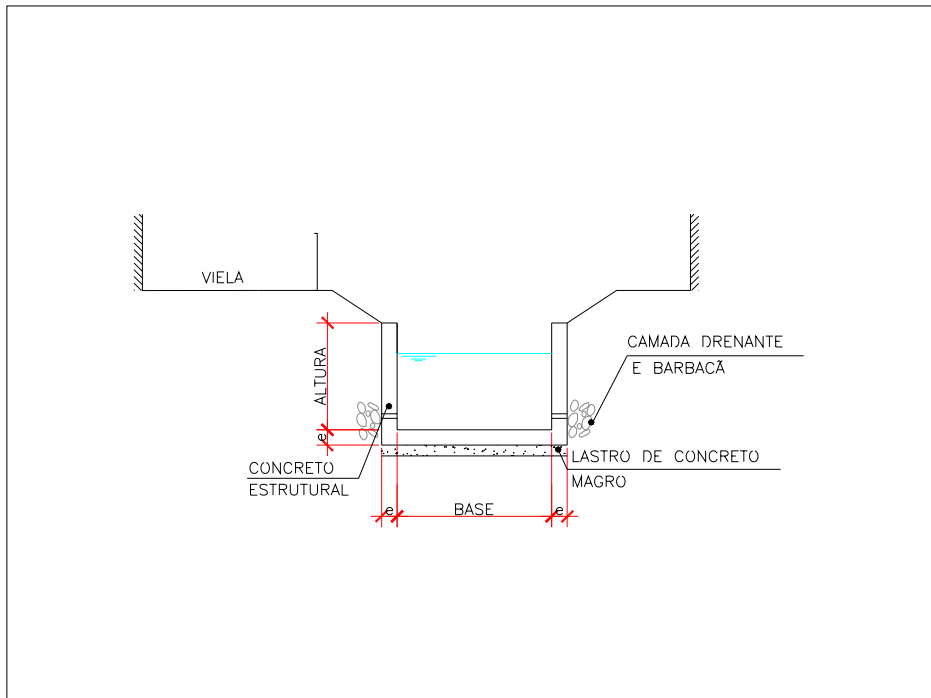 VIELA
CAMADA DRENANTE
E BARBACÃ
ALTURA
e
LASTRO DE CONCRETO
MAGRO
CONCRETO
ESTRUTURAL
e
BASE
e